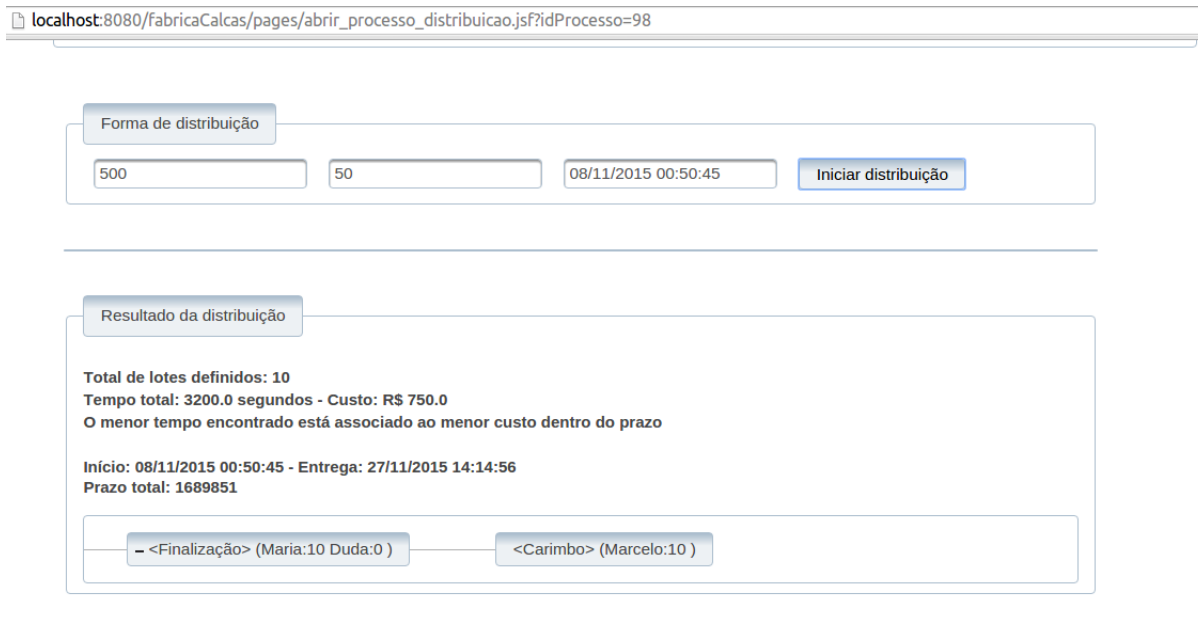 localhost:8080/fabricaCalcas/pages/abrir_processo_distribuicao.jsf?idProcesso=98
Forma de distribuição
500 50 08/11/2015 00:50:45 Iniciar distribuição
Resultado da distribuição
Total de lotes definidos: 10
Tempo total: 3200.0 segundos - Custo: R$ 750.0
O menor tempo encontrado está associado ao menor custo dentro do prazo
Início: 08/11/2015 00:50:45 - Entrega: 27/11/2015 14:14:56
Prazo total: 1689851
– <Finalização> (Maria:10 Duda:0 ) <Carimbo> (Marcelo:10 )